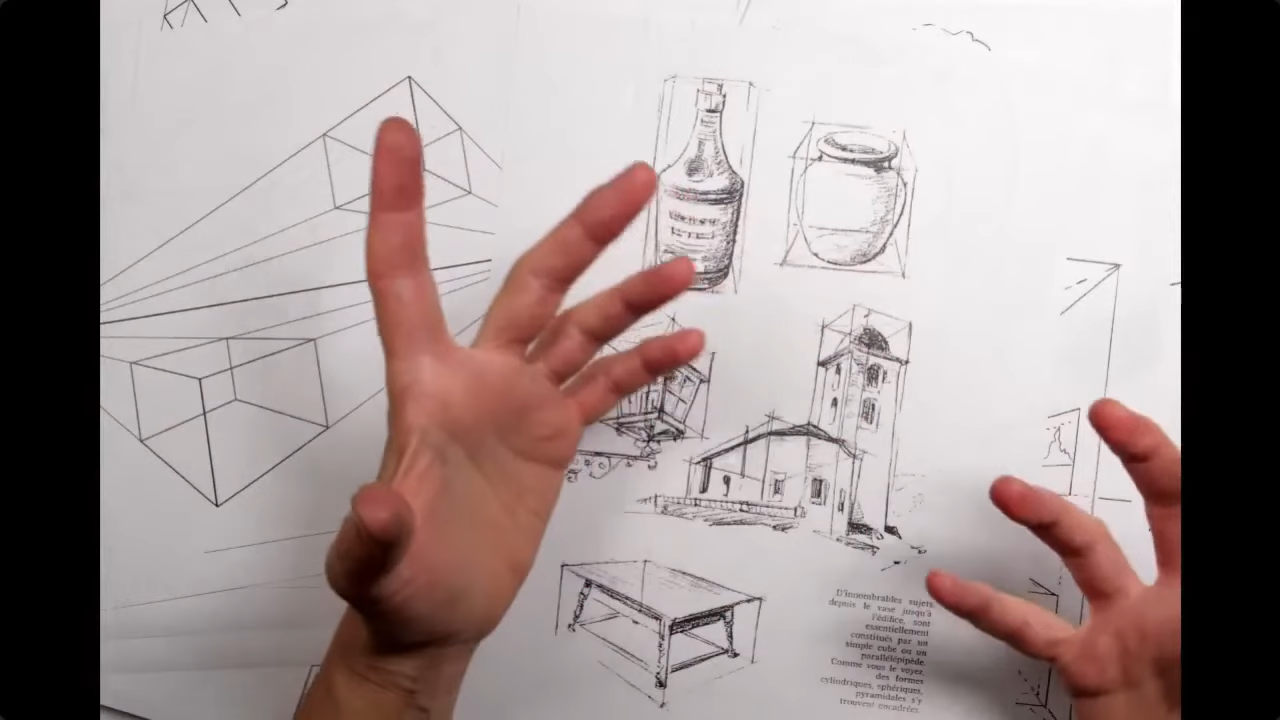 D'innombrables sujets,
depuis le vase jusqu'à
l'édifice, sont
essentiellement
constitués par un
simple cube ou un
parallélépipède.
Comme vous le voyez,
des formes
cylindriques, sphériques,
pyramidales s'y
trouvent encadrées.